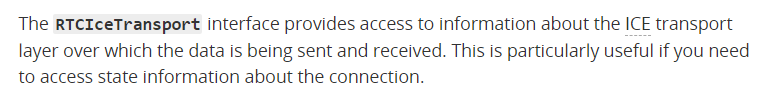 The RTCIceTransport interface provides access to information about the ICE transport
layer over which the data is being sent and received. This is particularly useful if you need
to access state information about the connection.